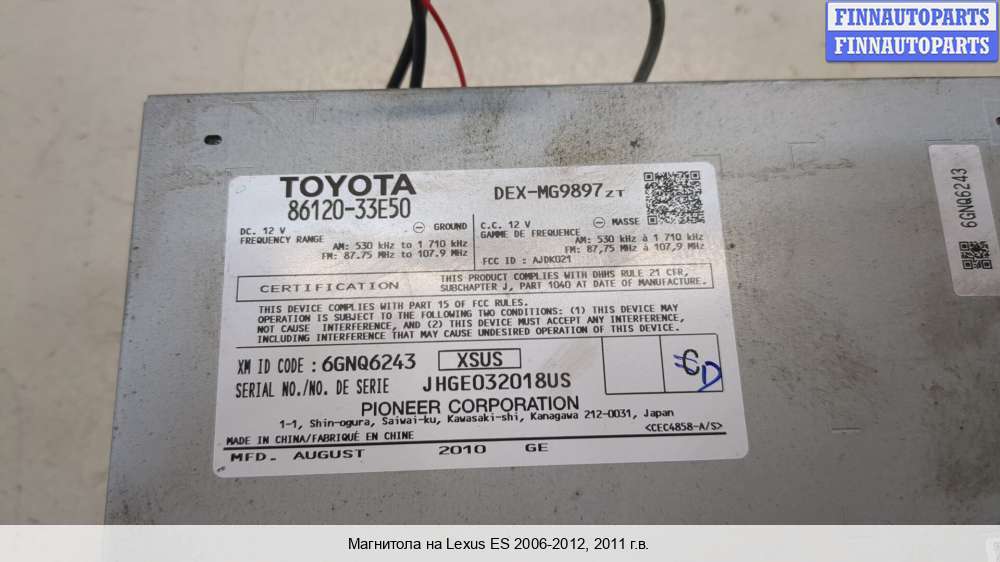 FINNAUTOPARTS
FINNAUTOPARTS
TOYOTA
86120-33E50
DEX-MG9897ZT
DC. 12 V ⊖ GROUND
FREQUENCY RANGE
AM: 530 kHz to 1 710 kHz
FM: 87.75 MHz to 107.9 MHz
C.C. 12 V ⊖ MASSE
GAMME DE FREQUENCE
AM: 530 kHz à 1 710 kHz
FM: 87,75 MHz à 107,9 MHz
FCC ID : AJDK021
CERTIFICATION
THIS PRODUCT COMPLIES WITH DHHS RULE 21 CFR,
SUBCHAPTER J, PART 1040 AT DATE OF MANUFACTURE.
THIS DEVICE COMPLIES WITH PART 15 OF FCC RULES.
OPERATION IS SUBJECT TO THE FOLLOWING TWO CONDITIONS: (1) THIS DEVICE MAY
NOT CAUSE INTERFERENCE, AND (2) THIS DEVICE MUST ACCEPT ANY INTERFERENCE,
INCLUDING INTERFERENCE THAT MAY CAUSE UNDESIRED OPERATION OF THIS DEVICE.
XM ID CODE : 6GNQ6243 XSUS
SERIAL NO./NO. DE SERIE JHGE032018US
C
D
PIONEER CORPORATION
1-1, Shin-ogura, Saiwai-ku, Kawasaki-shi, Kanagawa 212-0031, Japan
MADE IN CHINA/FABRIQUÉ EN CHINE <CEC4858-A/S>
MFD. AUGUST 2010 GE
6GNQ6243
Магнитола на Lexus ES 2006-2012, 2011 г.в.